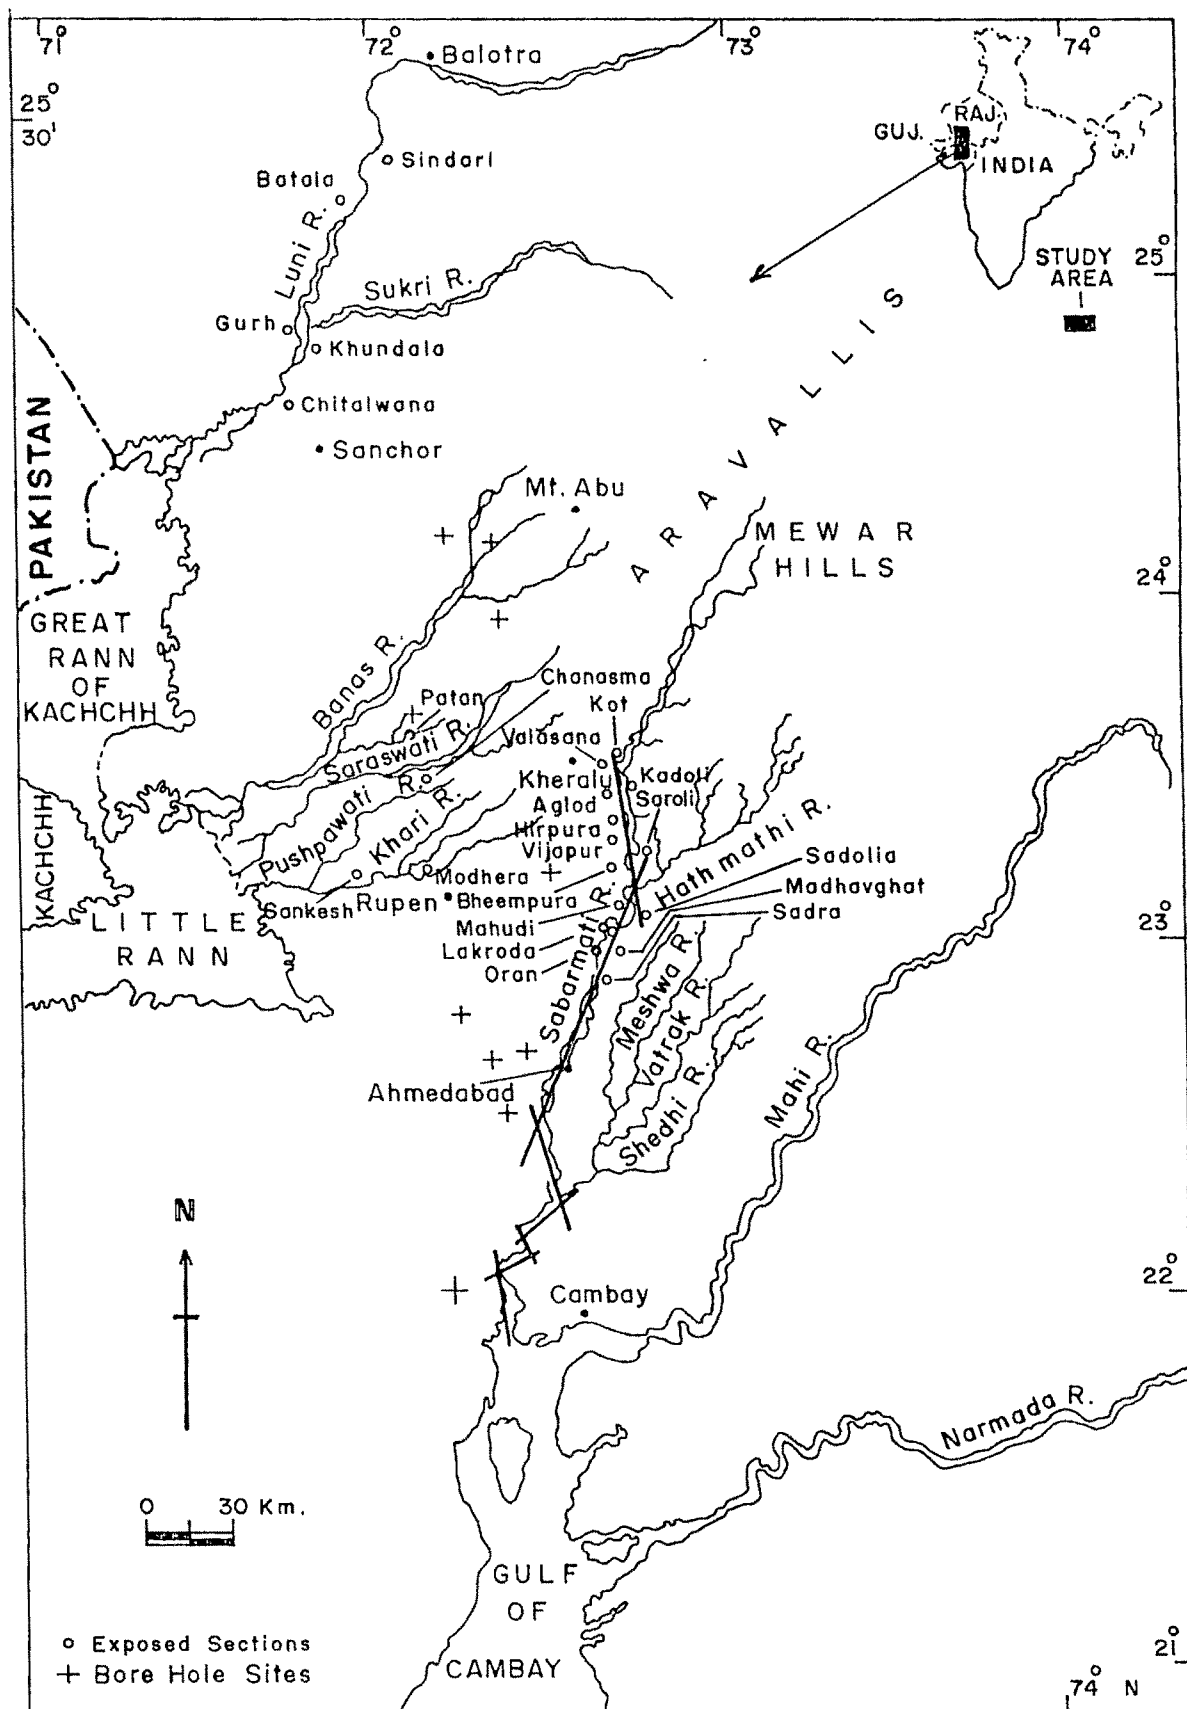 71°
72°
73°
74°
Balotra
25°
30'
RAJ.
GUJ.
INDIA
Sindari
Batala
Luni R.
STUDY
AREA
25°
Sukri R.
Gurh
Khundala
Chitalwana
Sanchor
PAKISTAN
ARAVALLIS
Mt. Abu
MEWAR
HILLS
24°
GREAT
RANN
OF
KACHCHH
Banas R.
Chanasma
Patan
Kot
Saraswati R.
Valasana
Kheralu
Kadoli
Saroli
Aglod
Hirpura
Vijapur
Pushpawati R.
Khari R.
Hathmathi R.
KACHCHH
Modhera
Sadolia
Madhavghat
Sankesh
Rupen
Bheempura
Sadra
Mahudi
LITTLE
RANN
23°
Lakroda
Oran
Sabarmati R.
Meshwa R.
Vatrak R.
Shedhi R.
Mahi R.
Ahmedabad
N
Cambay
22°
Narmada R.
0 30 Km.
GULF
OF
CAMBAY
o Exposed Sections
+ Bore Hole Sites
21°
74° N